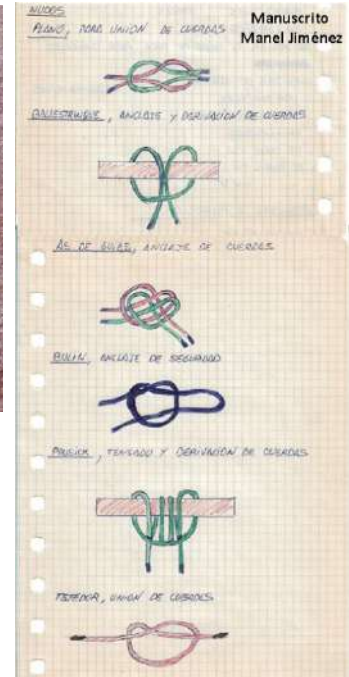 NUDOS
Manuscrito
Manel Jiménez
PLANO, PARA UNION DE CUERDAS
BALLESTRINQUE, ANCLAJE Y DERIVACION DE CUERDAS
AS DE GUIAS, ANCLAJE DE CUERDAS
BULIN, ANCLAJE DE SEGURIDAD
PRUSICK, TENSADO Y DERIVACION DE CUERDAS
TEJEDOR, UNION DE CUERDAS